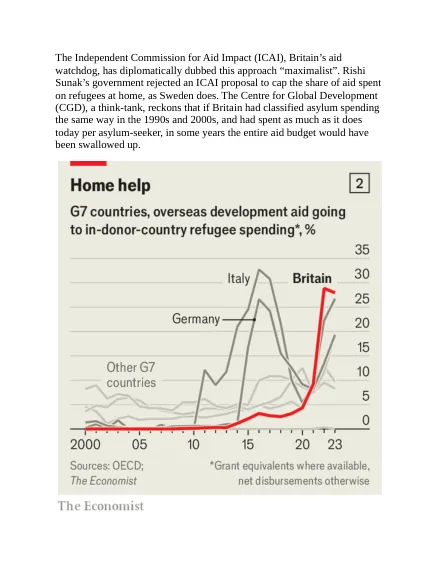 The Independent Commission for Aid Impact (ICAI), Britain's aid
watchdog, has diplomatically dubbed this approach “maximalist”. Rishi
Sunak's government rejected an ICAI proposal to cap the share of aid spent
on refugees at home, as Sweden does. The Centre for Global Development
(CGD), a think-tank, reckons that if Britain had classified asylum spending
the same way in the 1990s and 2000s, and had spent as much as it does
today per asylum-seeker, in some years the entire aid budget would have
been swallowed up.
Home help
2
G7 countries, overseas development aid going
to in-donor-country refugee spending*, %
35
Italy
Britain
30
25
Germany
20
15
Other G7
countries
10
5
0
2000 05 10 15 20 23
Sources: OECD;
The Economist
*Grant equivalents where available,
net disbursements otherwise
The Economist